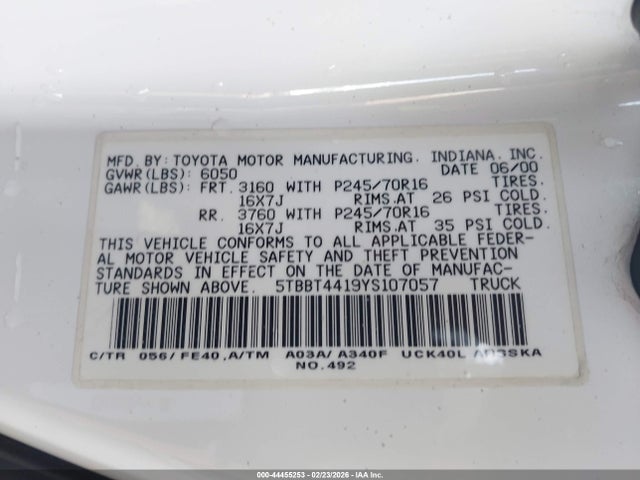 MFD. BY: TOYOTA MOTOR MANUFACTURING. INDIANA. INC.
GVWR(LBS): 6050 DATE 06/00
GAWR(LBS): FRT. 3160 WITH P245/70R16 TIRES.
16X7J RIMS.AT 26 PSI COLD.
RR. 3760 WITH P245/70R16 TIRES.
16X7J RIMS.AT 35 PSI COLD.
THIS VEHICLE CONFORMS TO ALL APPLICABLE FEDER-
AL MOTOR VEHICLE SAFETY AND THEFT PREVENTION
STANDARDS IN EFFECT ON THE DATE OF MANUFAC-
TURE SHOWN ABOVE. 5TBBT4419YS107057 TRUCK
C/TR 056/FE40,A/TM A03A/A340F UCK40L
NO.492
000-44455253 - 02/23/2026 - IAA Inc.